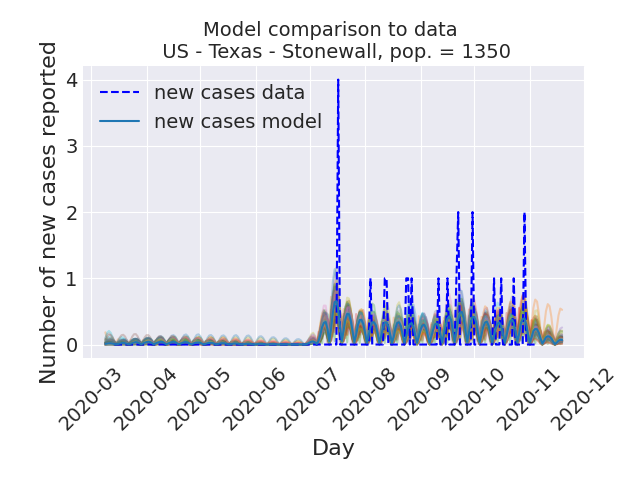 Model comparison to data
US - Texas - Stonewall, pop. = 1350
new cases data
new cases model
Number of new cases reported
4
3
2
1
0
2020-03
2020-04
2020-05
2020-06
2020-07
2020-08
2020-09
2020-10
2020-11
2020-12
Day